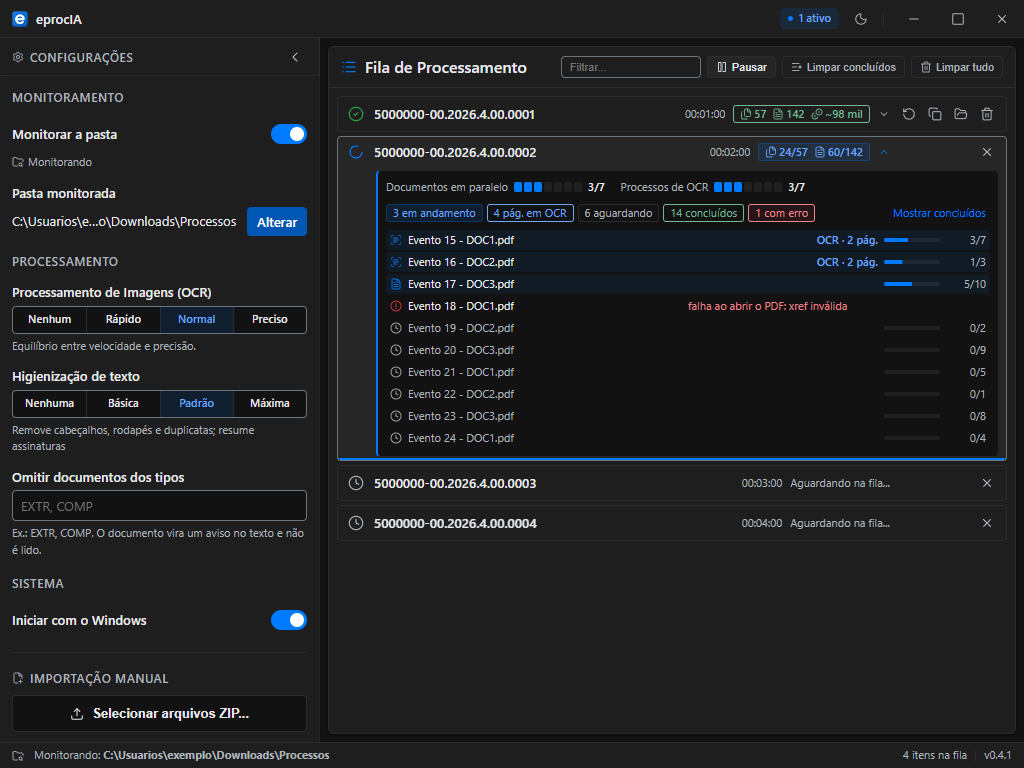 eprocIA
1 ativo
CONFIGURAÇÕES
MONITORAMENTO
Monitorar a pasta
Monitorando
Pasta monitorada
C:\Usuarios\e...o\Downloads\Processos
Alterar
PROCESSAMENTO
Processamento de Imagens (OCR)
Nenhum Rápido Normal Preciso
Equilíbrio entre velocidade e precisão.
Higienização de texto
Nenhuma Básica Padrão Máxima
Remove cabeçalhos, rodapés e duplicatas; resume
assinaturas
Omitir documentos dos tipos
EXTR, COMP
Ex.: EXTR, COMP. O documento vira um aviso no texto e não
é lido.
SISTEMA
Iniciar com o Windows
IMPORTAÇÃO MANUAL
Selecionar arquivos ZIP...
Fila de Processamento
Filtrar...
Pausar
Limpar concluídos
Limpar tudo
5000000-00.2026.4.00.0001 00:01:00 57 142 ~98 mil
5000000-00.2026.4.00.0002 00:02:00 24/57 60/142
Documentos em paralelo 3/7 Processos de OCR 3/7
3 em andamento 4 pág. em OCR 6 aguardando 14 concluídos 1 com erro Mostrar concluídos
Evento 15 - DOC1.pdf OCR · 2 pág. 3/7
Evento 16 - DOC2.pdf OCR · 2 pág. 1/3
Evento 17 - DOC3.pdf 5/10
Evento 18 - DOC1.pdf falha ao abrir o PDF: xref inválida
Evento 19 - DOC2.pdf 0/2
Evento 20 - DOC3.pdf 0/9
Evento 21 - DOC1.pdf 0/5
Evento 22 - DOC2.pdf 0/1
Evento 23 - DOC3.pdf 0/8
Evento 24 - DOC1.pdf 0/4
5000000-00.2026.4.00.0003 00:03:00 Aguardando na fila...
5000000-00.2026.4.00.0004 00:04:00 Aguardando na fila...
Monitorando: C:\Usuarios\exemplo\Downloads\Processos
4 itens na fila v0.4.1